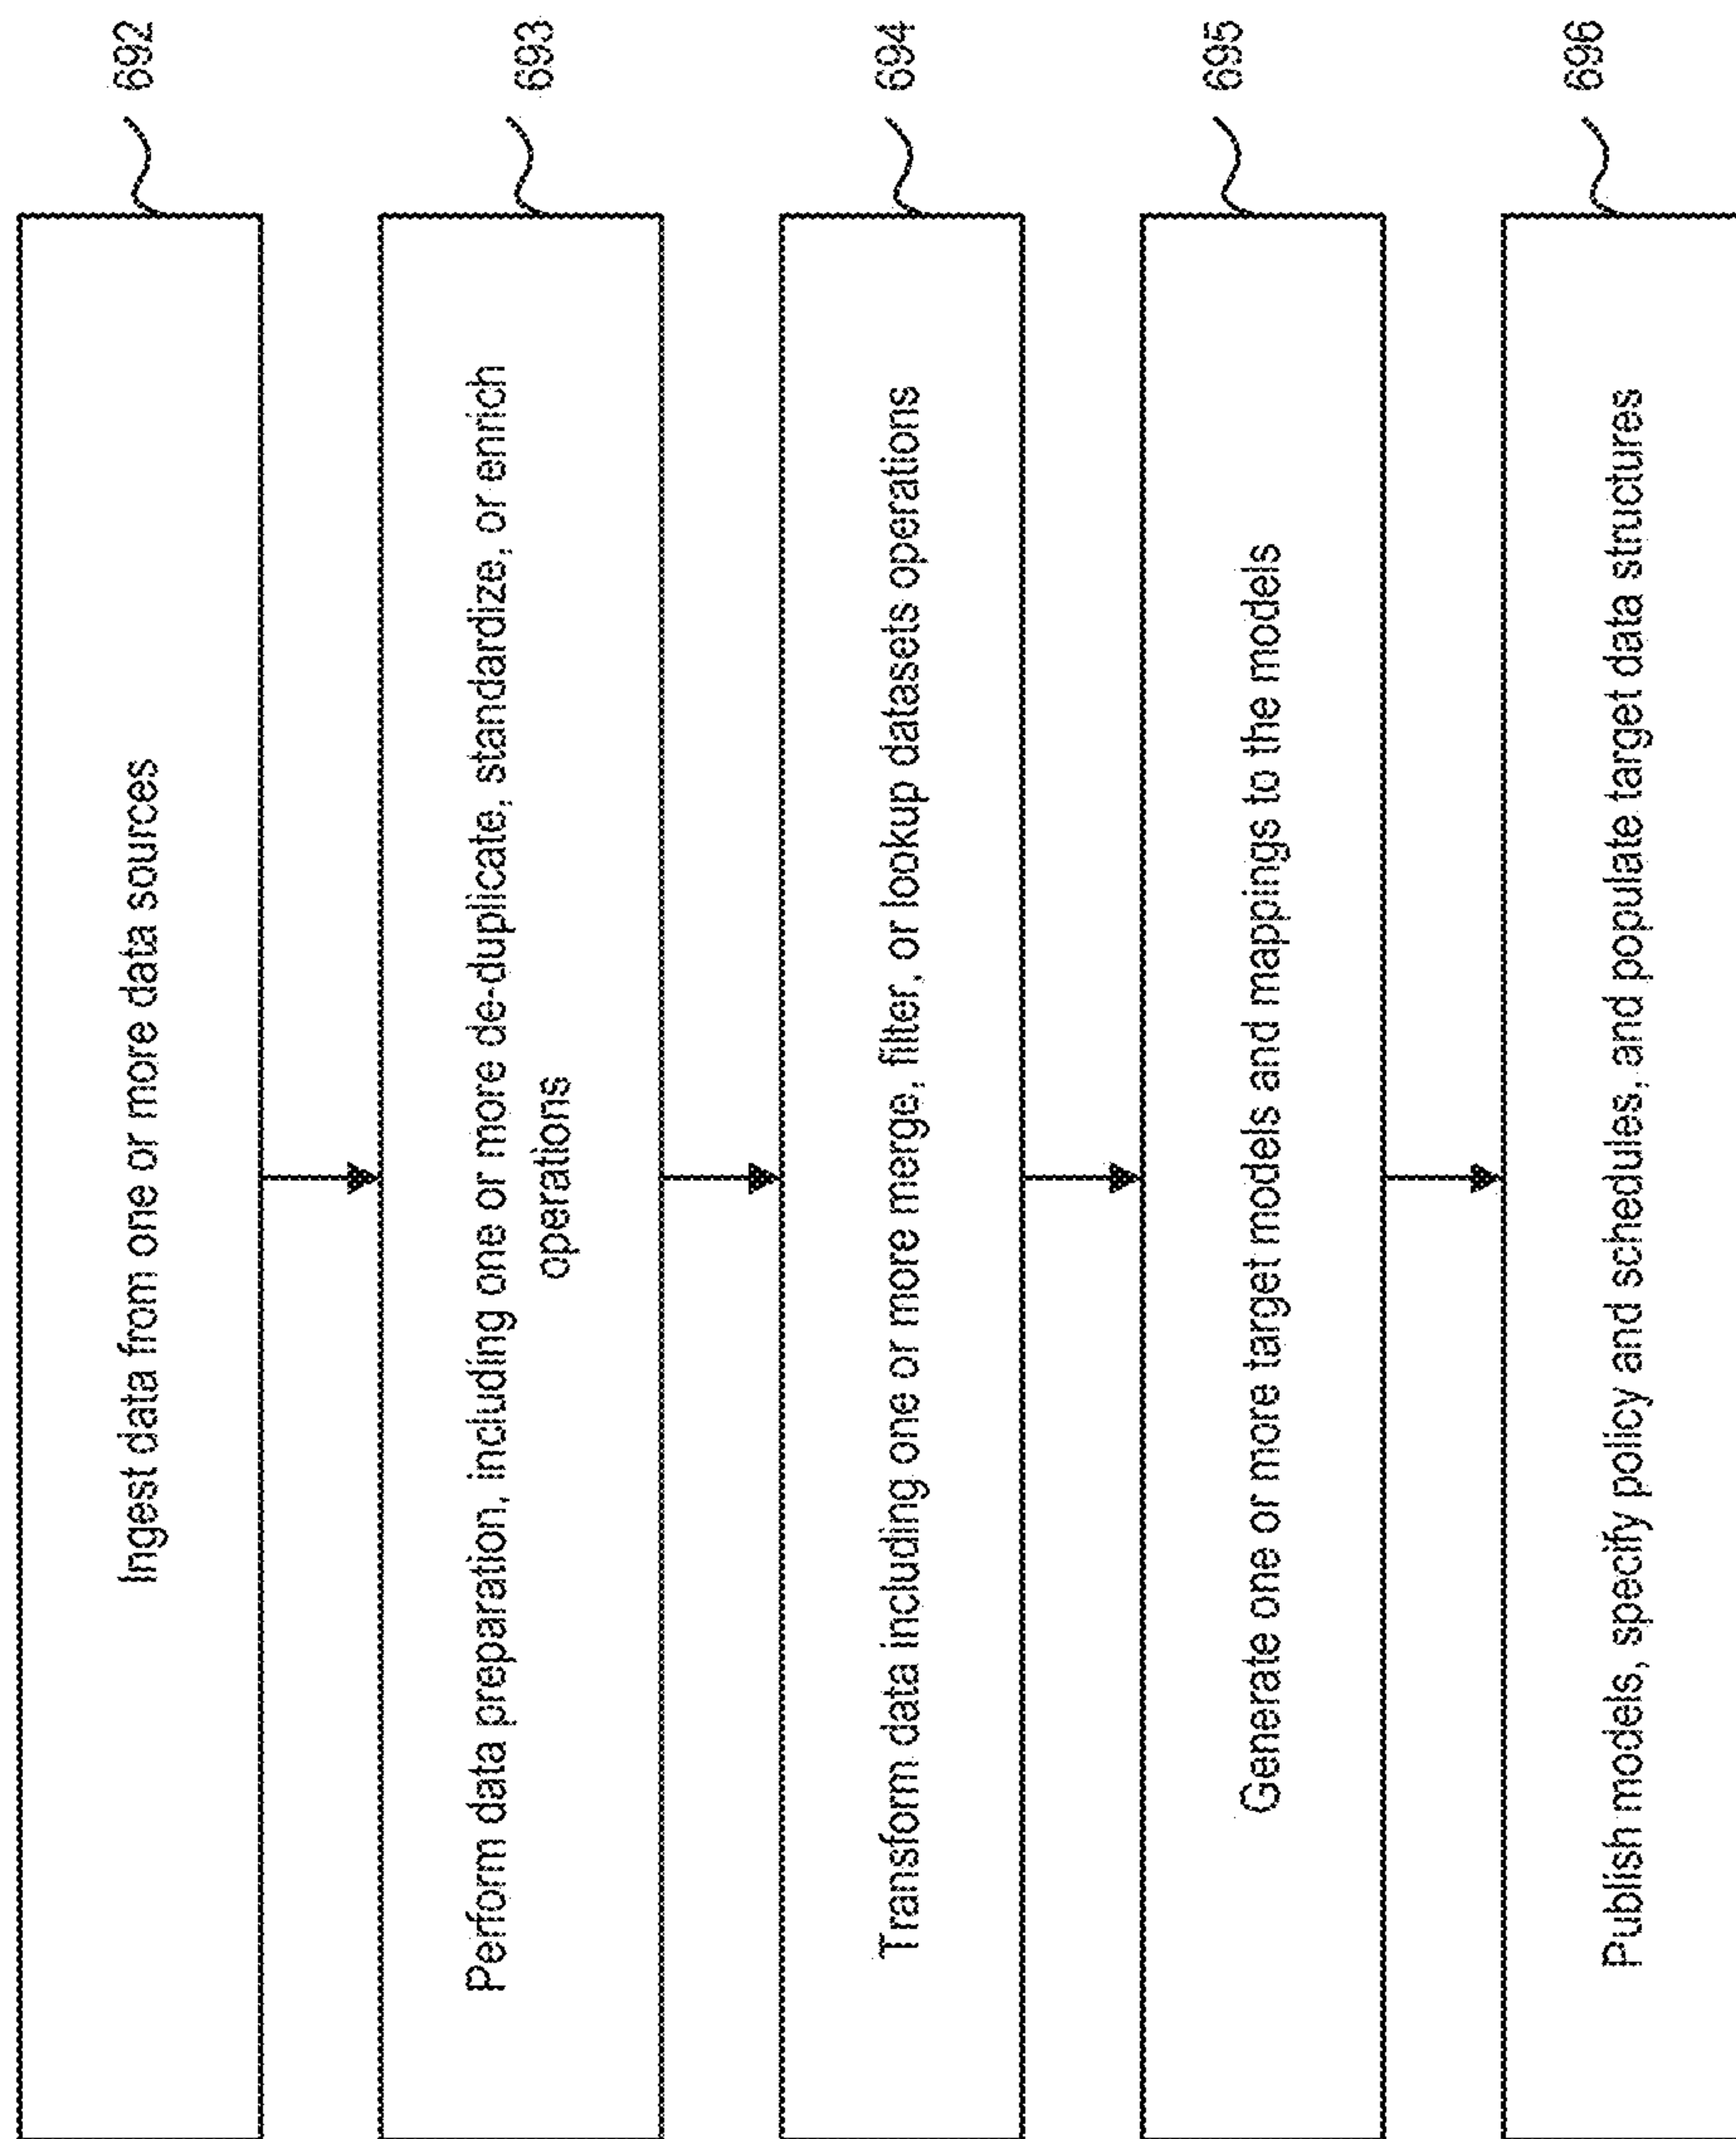 Ingest data from one or more data sources
692
Perform data preparation, including one or more de-duplicate, standardize, or enrich
operations
693
Transform data including one or more merge, filter, or lookup datasets operations
694
Generate one or more target models and mappings to the models
695
Publish models, specify policy and schedules, and populate target data structures
696